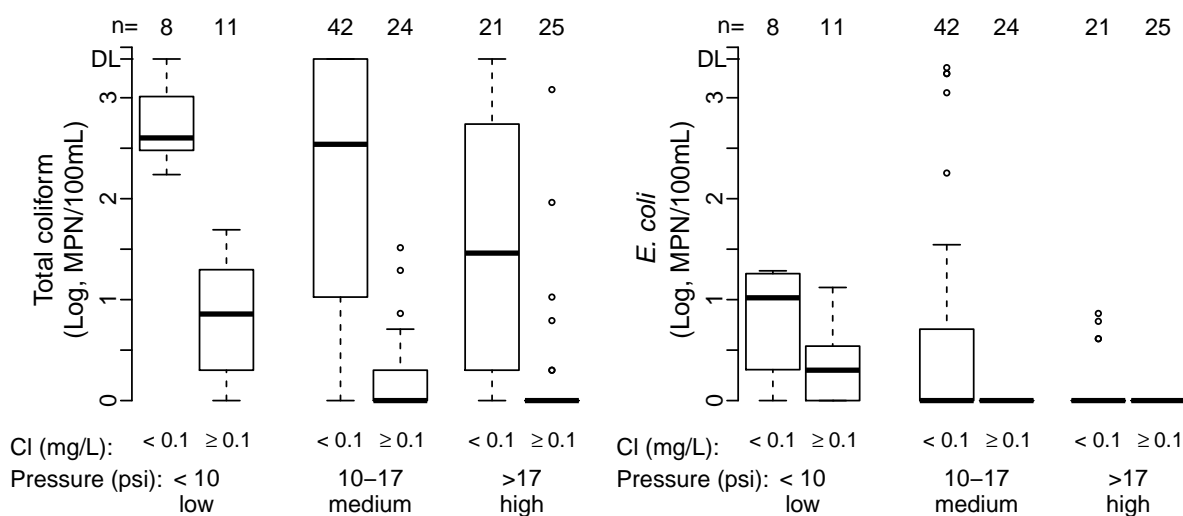 n= 8 11 42 24 21 25
DL
3
2
1
0
Total coliform
(Log, MPN/100mL)
Cl (mg/L): < 0.1 ≥ 0.1 < 0.1 ≥ 0.1 < 0.1 ≥ 0.1
Pressure (psi): < 10 10−17 >17
low medium high
n= 8 11 42 24 21 25
DL
3
2
1
0
E. coli
(Log, MPN/100mL)
Cl (mg/L): < 0.1 ≥ 0.1 < 0.1 ≥ 0.1 < 0.1 ≥ 0.1
Pressure (psi): < 10 10−17 >17
low medium high